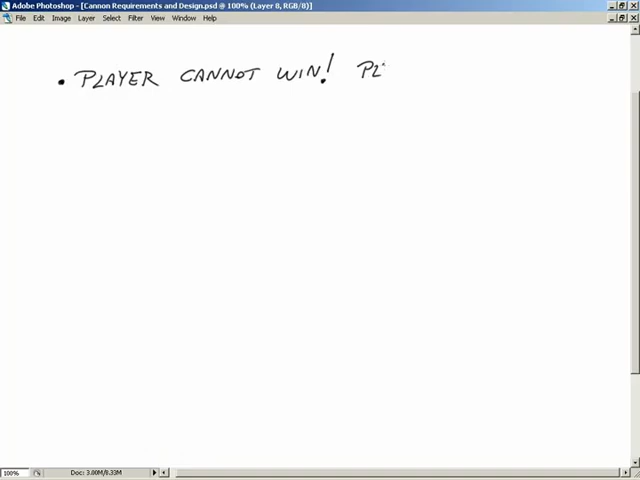 Adobe Photoshop - [Cannon Requirements and Design.psd @ 100% (Layer 8, RGB/8)]
File Edit Image Layer Select Filter View Window Help
• PLAYER CANNOT WIN! PL
100% Doc: 3.00M/8.33M